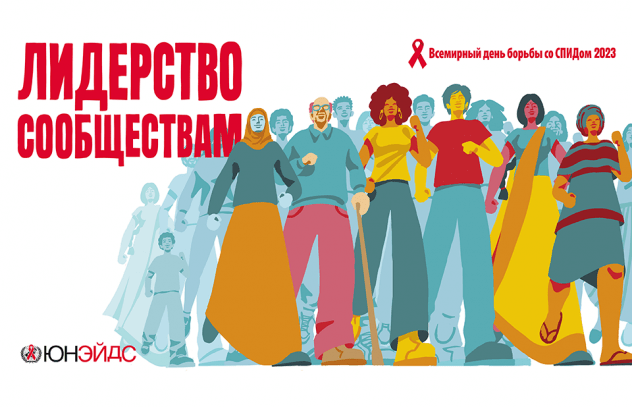 ЛИДЕРСТВО
СООБЩЕСТВАМ
Всемирный день борьбы со СПИДом 2023
ЮНЭЙДС